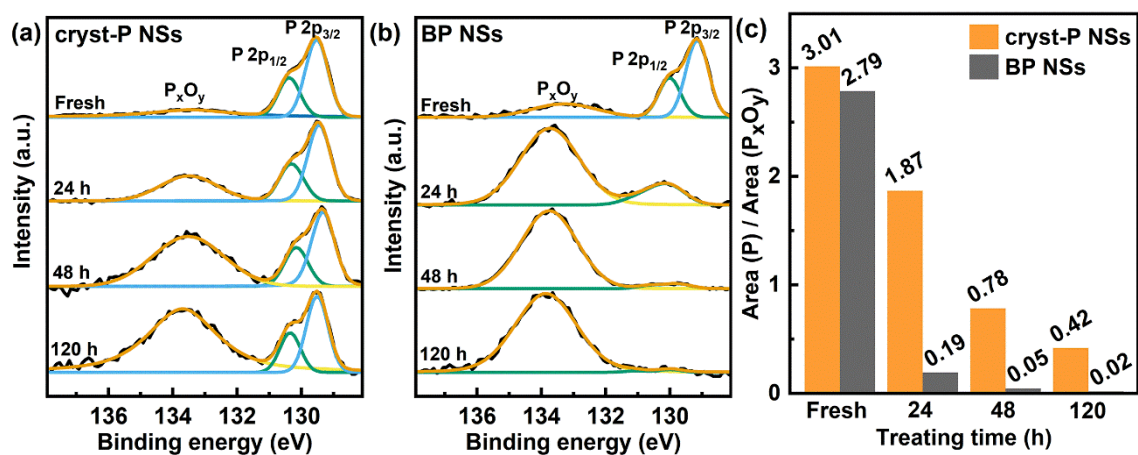 (a) cryst-P NSs
P 2p3/2
P 2p1/2
PxOy
Fresh
24 h
48 h
120 h
Intensity (a.u.)
136 134 132 130
Binding energy (eV)
(b) BP NSs
P 2p3/2
P 2p1/2
PxOy
Fresh
24 h
48 h
120 h
Intensity (a.u.)
136 134 132 130
Binding energy (eV)
(c)
cryst-P NSs
BP NSs
3.01
2.79
1.87
0.19
0.78
0.05
0.42
0.02
3
2
1
0
Area (P) / Area (PxOy)
Fresh 24 48 120
Treating time (h)